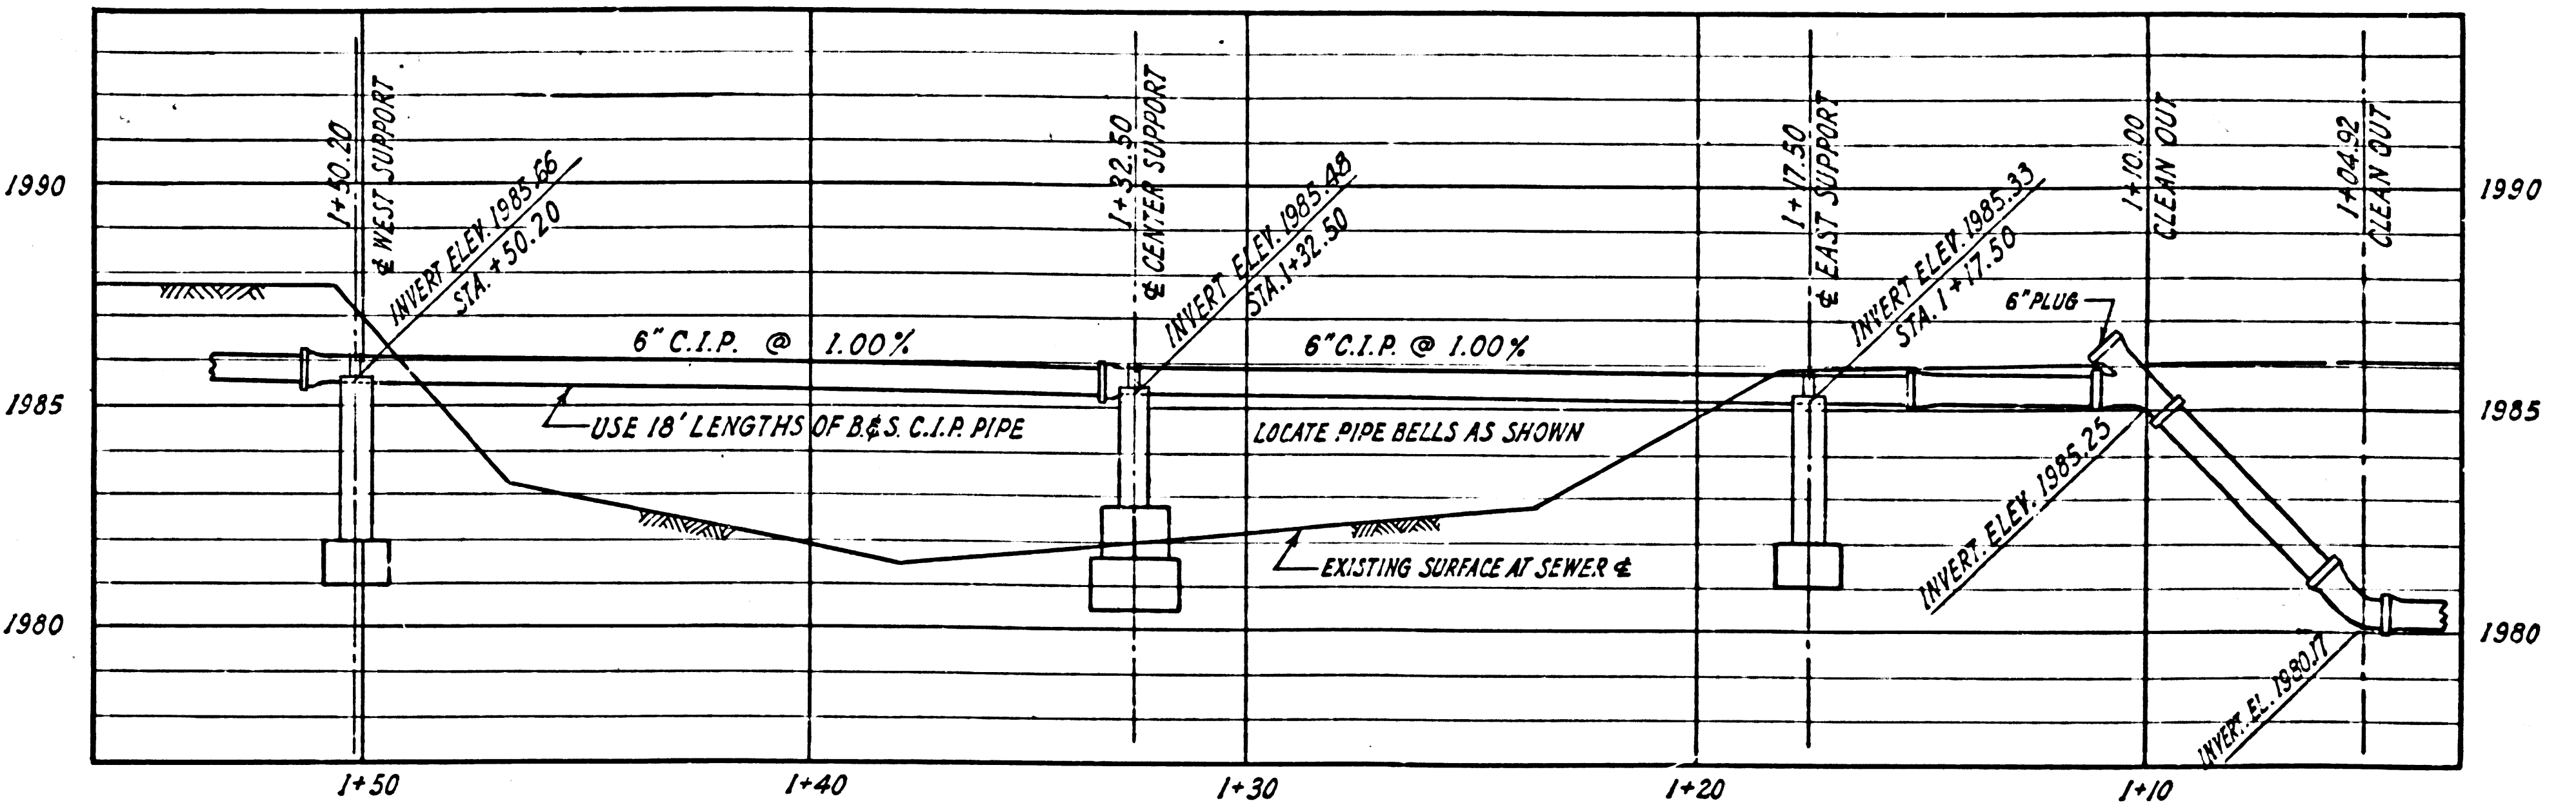 1+50.20
℄ WEST SUPPORT
INVERT ELEV. 1985.66
STA. +50.20
1+32.50
℄ CENTER SUPPORT
INVERT ELEV. 1985.48
STA. 1+32.50
1+17.50
℄ EAST SUPPORT
INVERT ELEV. 1985.33
STA. 1+17.50
1+10.00
CLEAN OUT
1+04.92
CLEAN OUT
1990
1990
6" PLUG
6" C.I.P. @ 1.00%
6" C.I.P. @ 1.00%
1985
1985
USE 18' LENGTHS OF B.&S. C.I.P. PIPE
LOCATE PIPE BELLS AS SHOWN
INVERT. ELEV. 1985.25
EXISTING SURFACE AT SEWER ℄
1980
1980
INVERT. EL. 1980.17
1+50
1+40
1+30
1+20
1+10